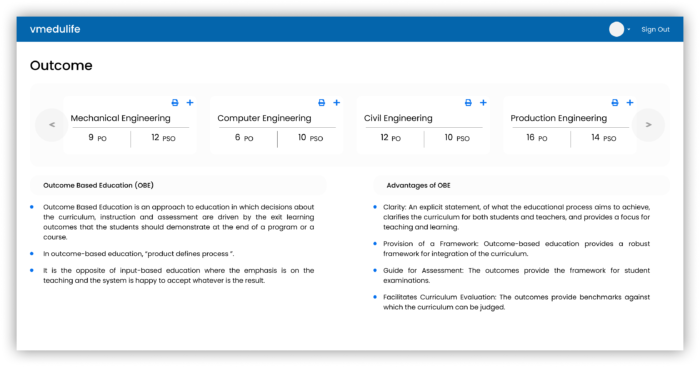 vmedulife
Sign Out
Outcome
<
Mechanical Engineering
9 PO
12 PSO
Computer Engineering
6 PO
10 PSO
Civil Engineering
12 PO
10 PSO
Production Engineering
16 PO
14 PSO
>
Outcome Based Education (OBE)
Outcome Based Education is an approach to education in which decisions about
the curriculum, instruction and assessment are driven by the exit learning
outcomes that the students should demonstrate at the end of a program or a
course.
In outcome-based education, “product defines process ”.
It is the opposite of input-based education where the emphasis is on the
teaching and the system is happy to accept whatever is the result.
Advantages of OBE
Clarity: An explicit statement, of what the educational process aims to achieve,
clarifies the curriculum for both students and teachers, and provides a focus for
teaching and learning.
Provision of a Framework: Outcome-based education provides a robust
framework for integration of the curriculum.
Guide for Assessment: The outcomes provide the framework for student
examinations.
Facilitates Curriculum Evaluation: The outcomes provide benchmarks against
which the curriculum can be judged.